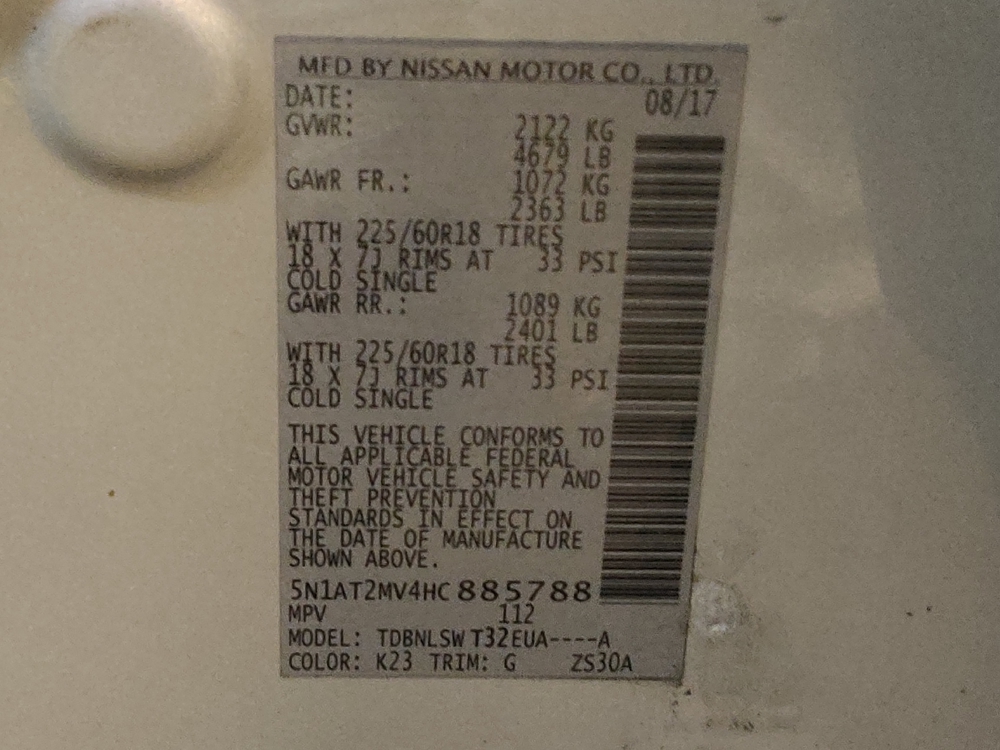 MFD BY NISSAN MOTOR CO., LTD.
DATE: 08/17
GVWR: 2122 KG
4679 LB
GAWR FR.: 1072 KG
2363 LB
WITH 225/60R18 TIRES
18 X 7J RIMS AT 33 PSI
COLD SINGLE
GAWR RR.: 1089 KG
2401 LB
WITH 225/60R18 TIRES
18 X 7J RIMS AT 33 PSI
COLD SINGLE
THIS VEHICLE CONFORMS TO
ALL APPLICABLE FEDERAL
MOTOR VEHICLE SAFETY AND
THEFT PREVENTION
STANDARDS IN EFFECT ON
THE DATE OF MANUFACTURE
SHOWN ABOVE.
5N1AT2MV4HC885788
MPV 112
MODEL: TDBNLSW T32EUA----A
COLOR: K23 TRIM: G ZS30A